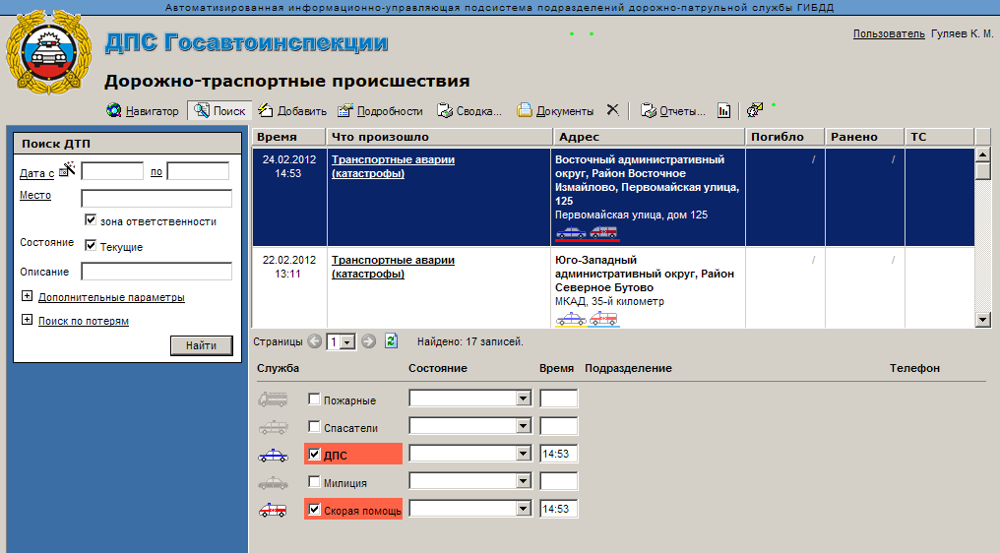 Автоматизированная информационно-управляющая подсистема подразделений дорожно-патрульной службы ГИБДД
ДПС Госавтоинспекции
Пользователь Гуляев К. М.
Дорожно-траспортные происшествия
Навигатор Поиск Добавить Подробности Сводка... Документы Отчеты...
Поиск ДТП
Дата с по
Место
зона ответственности
Состояние Текущие
Описание
Дополнительные параметры
Поиск по потерям
Найти
Время Что произошло Адрес Погибло Ранено ТС
24.02.2012 Транспортные аварии Восточный административный / /
14:53 (катастрофы) округ, Район Восточное
Измайлово, Первомайская улица,
125
Первомайская улица, дом 125
22.02.2012 Транспортные аварии Юго-Западный / /
13:11 (катастрофы) административный округ, Район
Северное Бутово
МКАД, 35-й километр
Страницы 1 Найдено: 17 записей.
Служба Состояние Время Подразделение Телефон
Пожарные
Спасатели
ДПС 14:53
Милиция
Скорая помощь 14:53